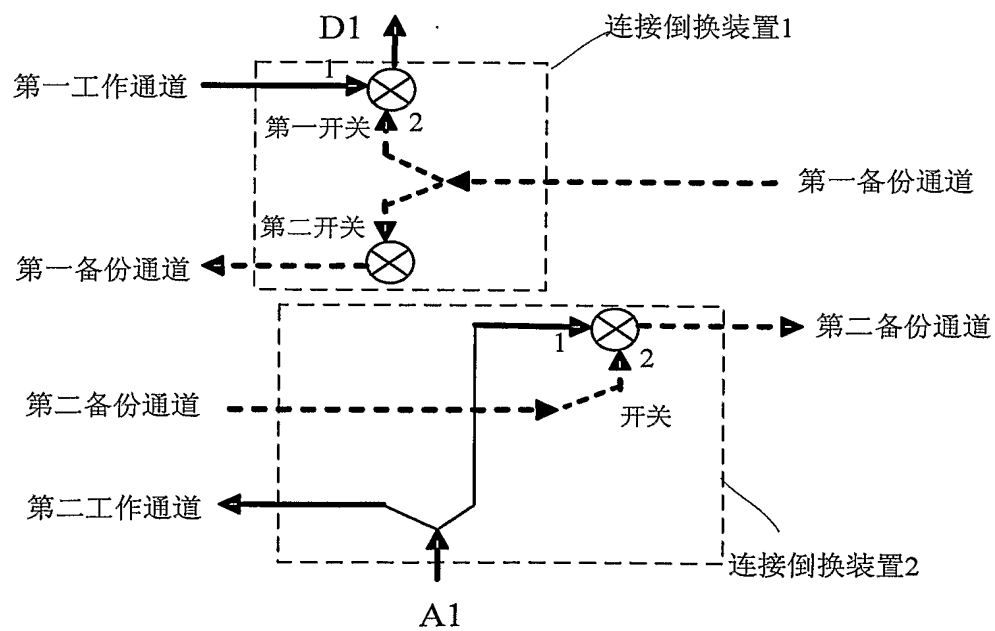 D1
连接倒换装置1
第一工作通道
1
第一开关
2
第一备份通道
第二开关
第一备份通道
1
2
第二备份通道
第二备份通道
开关
第二工作通道
连接倒换装置2
A1